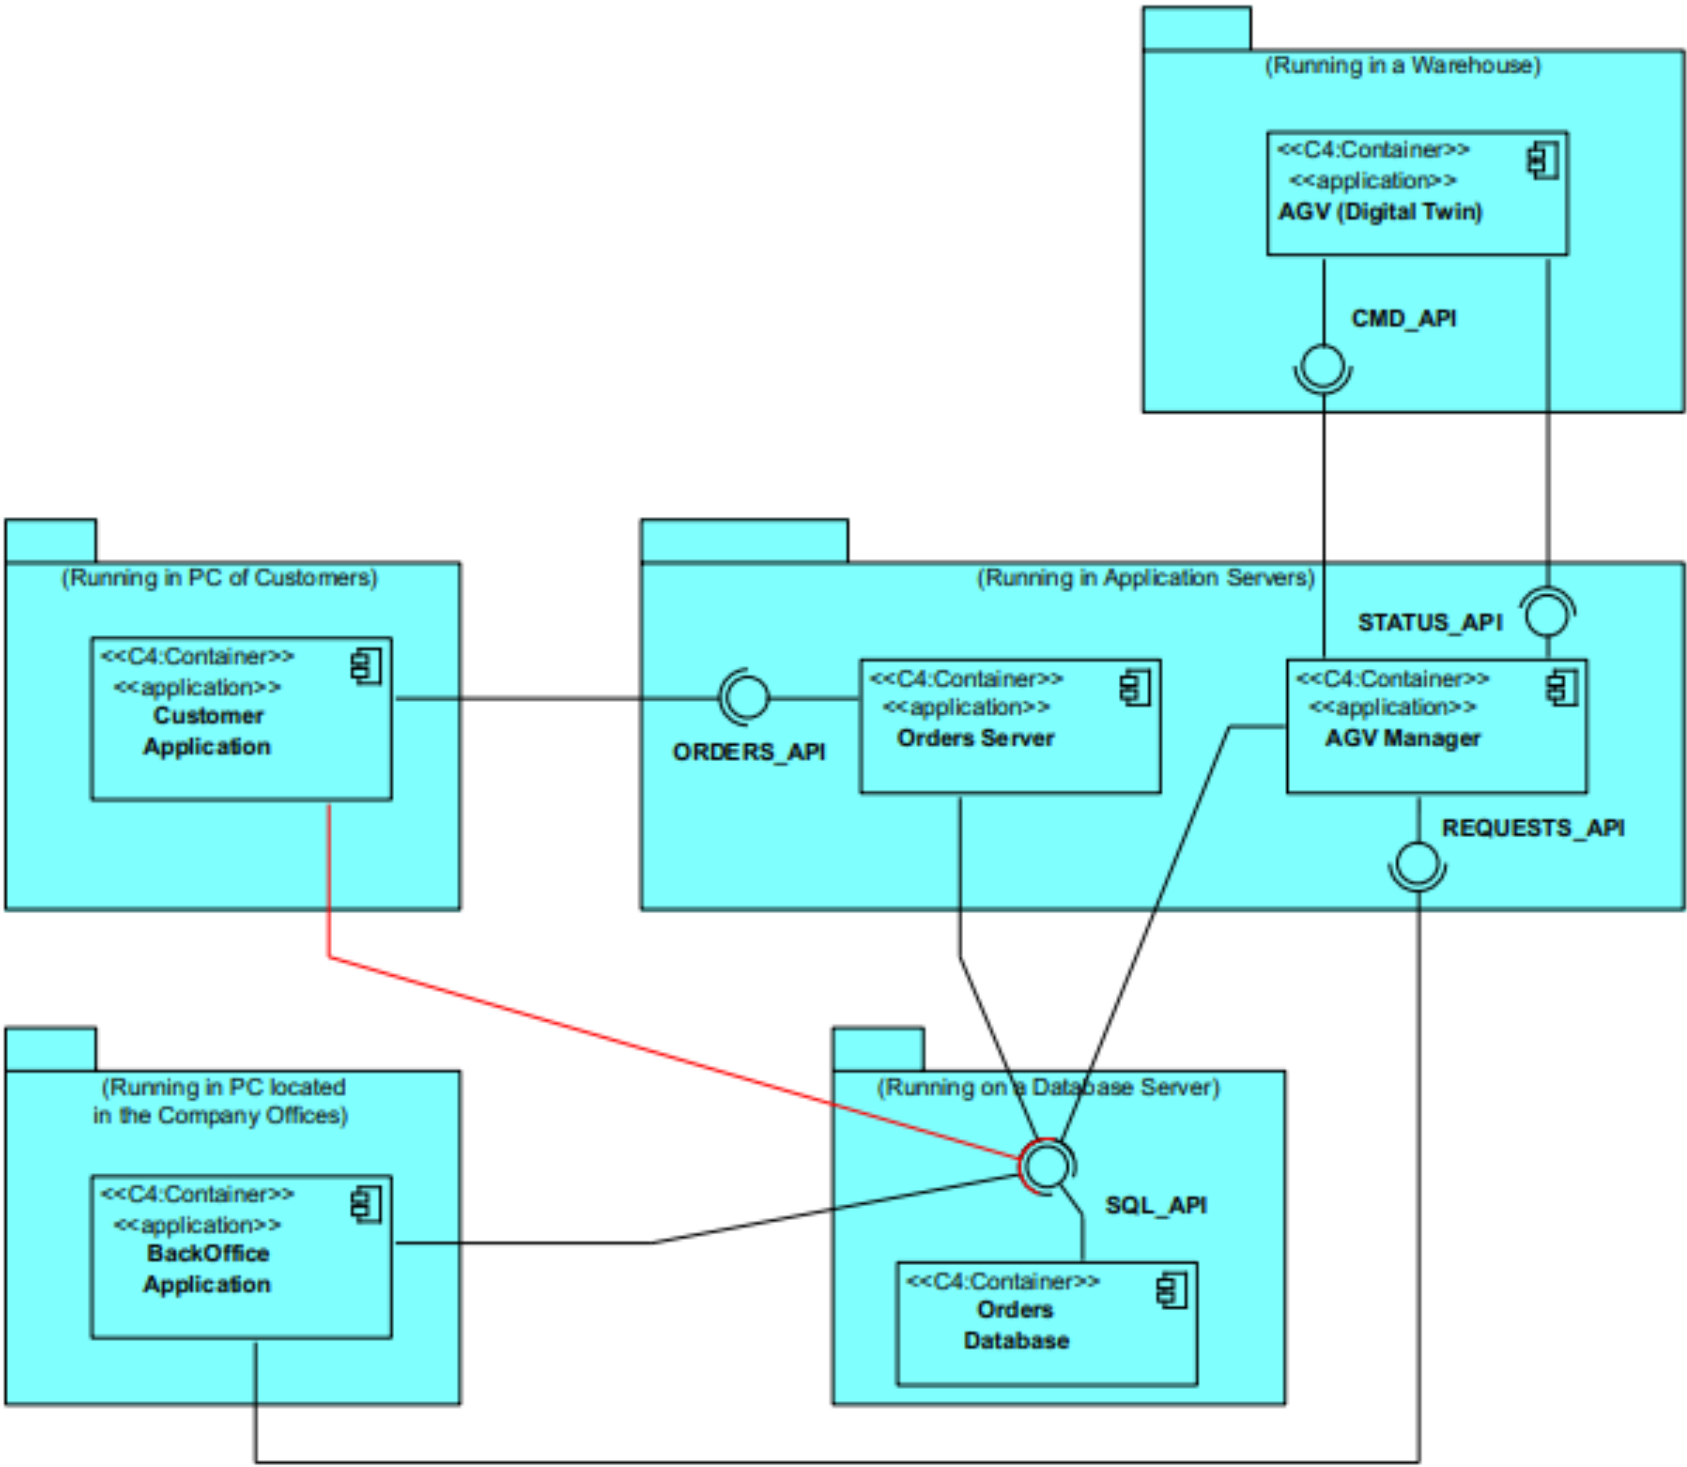 (Running in a Warehouse)
<<C4:Container>>
<<application>>
AGV (Digital Twin)
CMD_API
(Running in PC of Customers)
<<C4:Container>>
<<application>>
Customer
Application
(Running in Application Servers)
ORDERS_API
<<C4:Container>>
<<application>>
Orders Server
STATUS_API
<<C4:Container>>
<<application>>
AGV Manager
REQUESTS_API
(Running in PC located
in the Company Offices)
<<C4:Container>>
<<application>>
BackOffice
Application
(Running on a Database Server)
SQL_API
<<C4:Container>>
Orders
Database